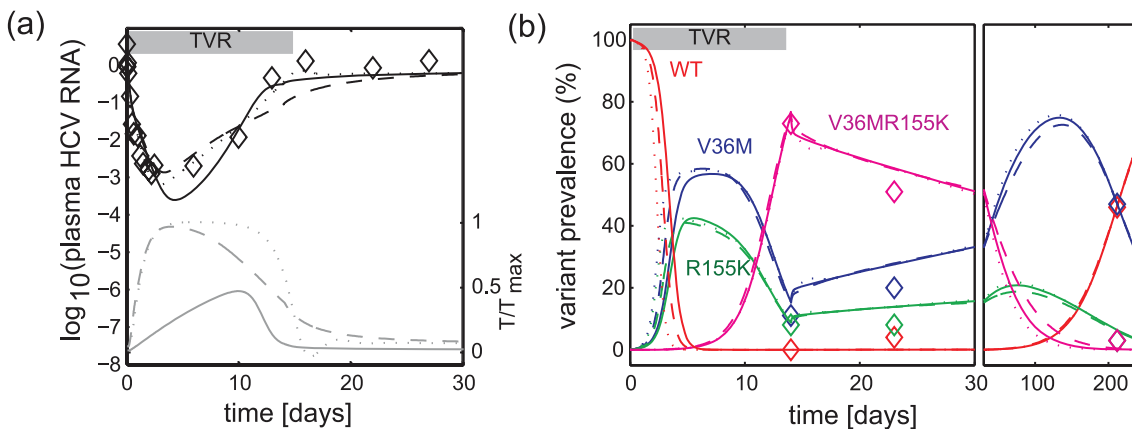 (a)
TVR
0
−1
−2
−3
−4
−5
−6
−7
−8
log10(plasma HCV RNA)
1
0.5
0
T/T max
0 10 20 30
time [days]
(b)
TVR
100
80
60
40
20
0
variant prevalence (%)
WT
V36M
V36MR155K
R155K
0 10 20 30
100 200
time [days]